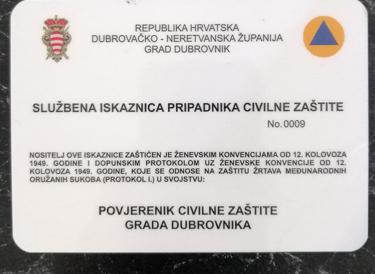 REPUBLIKA HRVATSKA
DUBROVAČKO - NERETVANSKA ŽUPANIJA
GRAD DUBROVNIK
SLUŽBENA ISKAZNICA PRIPADNIKA CIVILNE ZAŠTITE
No.0009
NOSITELJ OVE ISKAZNICE ZAŠTIĆEN JE ŽENEVSKIM KONVENCIJAMA OD 12. KOLOVOZA
1949. GODINE I DOPUNSKIM PROTOKOLOM UZ ŽENEVSKE KONVENCIJE OD 12.
KOLOVOZA 1949. GODINE, KOJE SE ODNOSE NA ZAŠTITU ŽRTAVA MEĐUNARODNIH
ORUŽANIH SUKOBA (PROTOKOL I.) U SVOJSTVU:
POVJERENIK CIVILNE ZAŠTITE
GRADA DUBROVNIKA